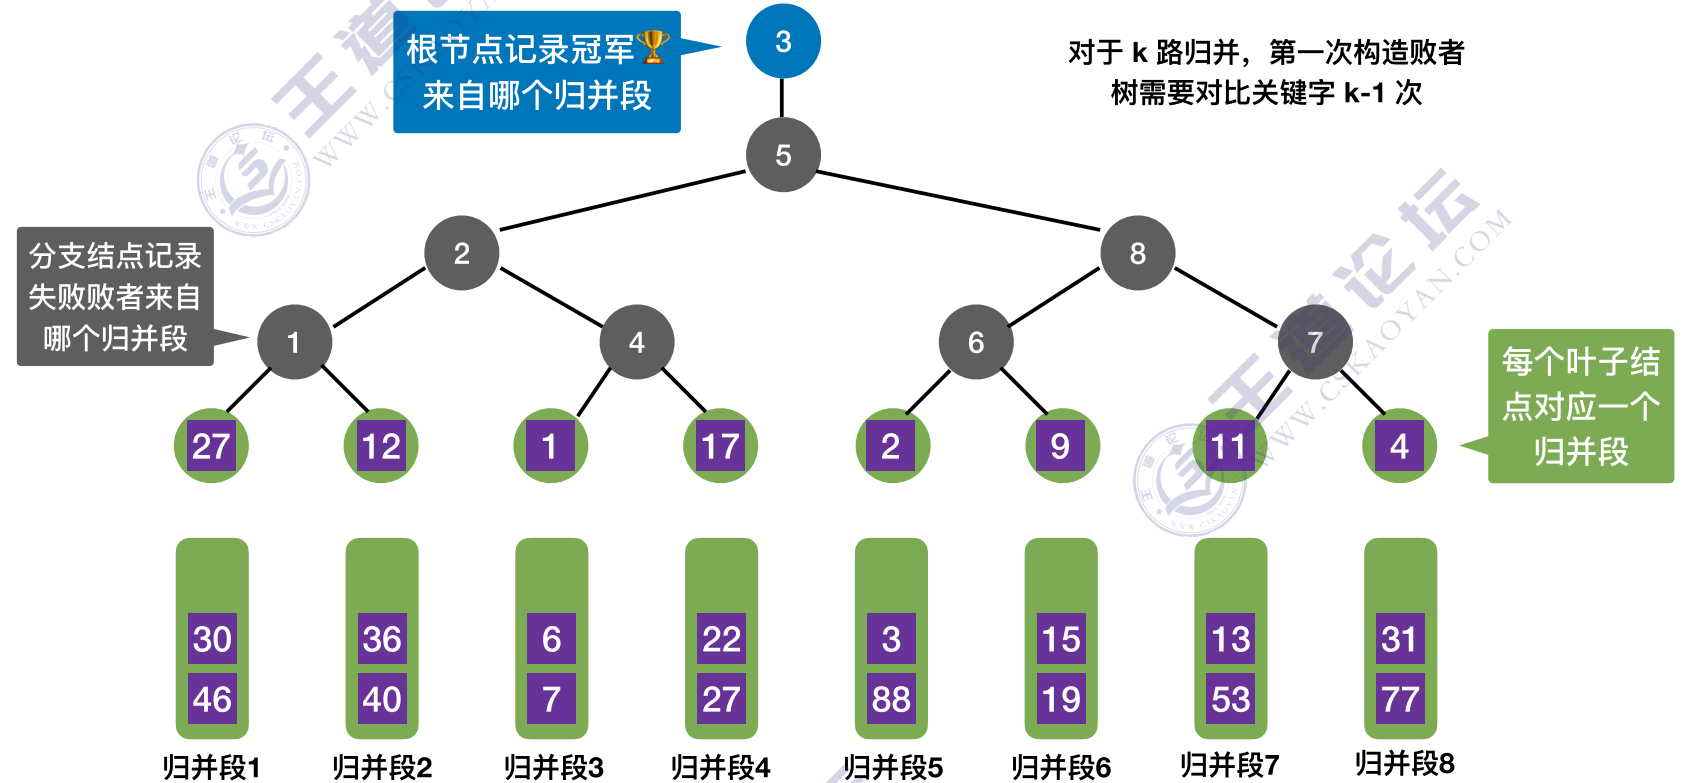 根节点记录冠军🏆
来自哪个归并段
3
对于 k 路归并，第一次构造败者
树需要对比关键字 k-1 次
5
分支结点记录
失败败者来自
哪个归并段
2
8
1
4
6
7
每个叶子结
点对应一个
归并段
27 12 1 17 2 9 11 4
30 36 6 22 3 15 13 31
46 40 7 27 88 19 53 77
归并段1 归并段2 归并段3 归并段4 归并段5 归并段6 归并段7 归并段8
王道论坛
WWW.CSKAOYAN.COM